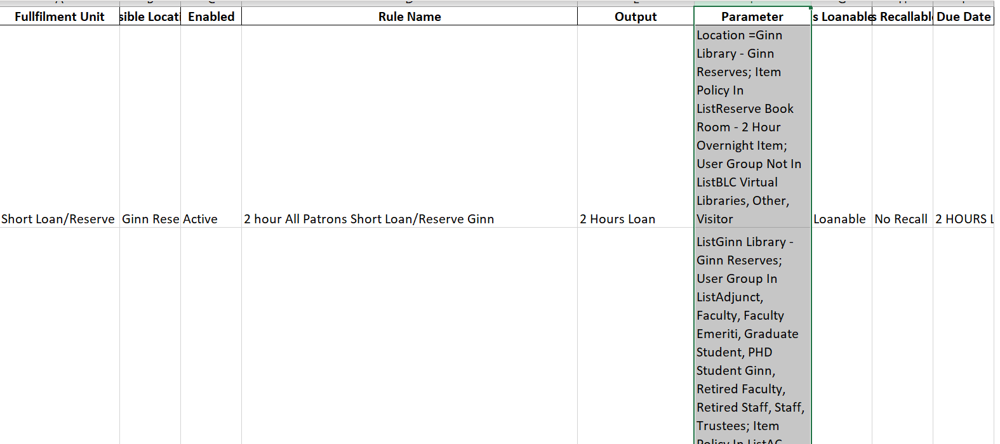 Fullfilment Unit sible Locati Enabled Rule Name Output Parameter s Loanable s Recallabl Due Date
Location =Ginn
Library - Ginn
Reserves; Item
Policy In
ListReserve Book
Room - 2 Hour
Overnight Item;
User Group Not In
ListBLC Virtual
Libraries, Other,
Short Loan/Reserve Ginn Rese Active 2 hour All Patrons Short Loan/Reserve Ginn 2 Hours Loan Visitor Loanable No Recall 2 HOURS L
ListGinn Library -
Ginn Reserves;
User Group In
ListAdjunct,
Faculty, Faculty
Emeriti, Graduate
Student, PHD
Student Ginn,
Retired Faculty,
Retired Staff, Staff,
Trustees; Item
Policy In ListAC